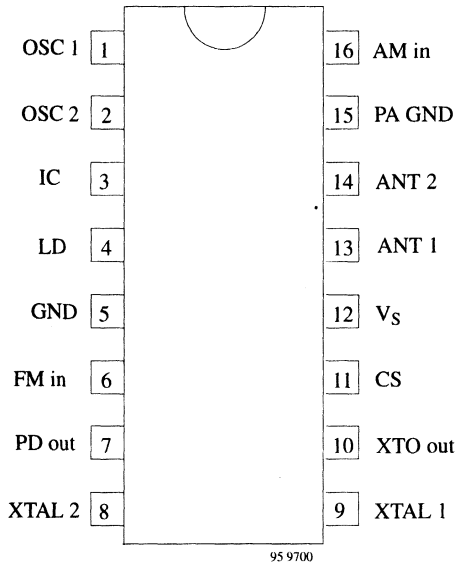 OSC 1 1 16 AM in
OSC 2 2 15 PA GND
IC 3 14 ANT 2
LD 4 13 ANT 1
GND 5 12 VS
FM in 6 11 CS
PD out 7 10 XTO out
XTAL 2 8 9 XTAL 1
95 9700